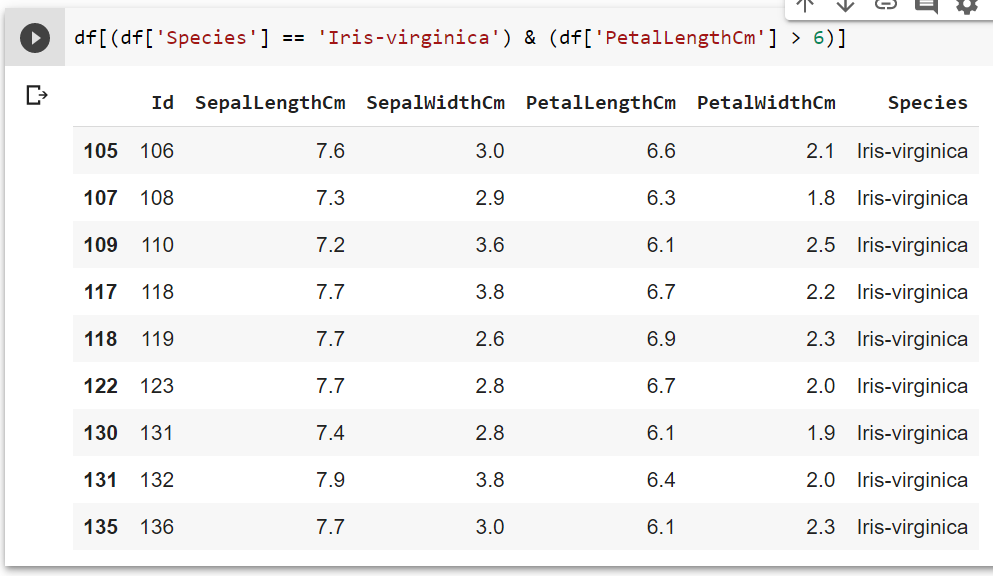 df[(df['Species'] == 'Iris-virginica') & (df['PetalLengthCm'] > 6)]
Id SepalLengthCm SepalWidthCm PetalLengthCm PetalWidthCm Species
105 106 7.6 3.0 6.6 2.1 Iris-virginica
107 108 7.3 2.9 6.3 1.8 Iris-virginica
109 110 7.2 3.6 6.1 2.5 Iris-virginica
117 118 7.7 3.8 6.7 2.2 Iris-virginica
118 119 7.7 2.6 6.9 2.3 Iris-virginica
122 123 7.7 2.8 6.7 2.0 Iris-virginica
130 131 7.4 2.8 6.1 1.9 Iris-virginica
131 132 7.9 3.8 6.4 2.0 Iris-virginica
135 136 7.7 3.0 6.1 2.3 Iris-virginica